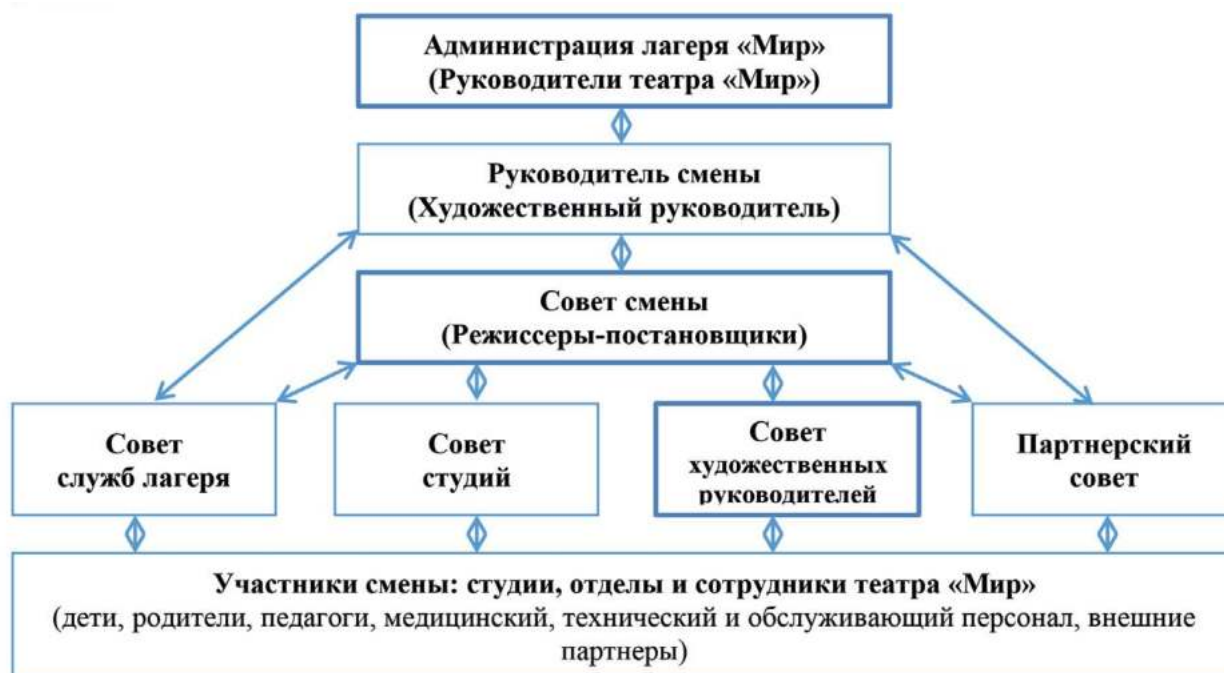 Администрация лагеря «Мир»
(Руководители театра «Мир»)
Руководитель смены
(Художественный руководитель)
Совет смены
(Режиссеры-постановщики)
Совет
служб лагеря
Совет
студий
Совет
художественных
руководителей
Партнерский
совет
Участники смены: студии, отделы и сотрудники театра «Мир»
(дети, родители, педагоги, медицинский, технический и обслуживающий персонал, внешние
партнеры)